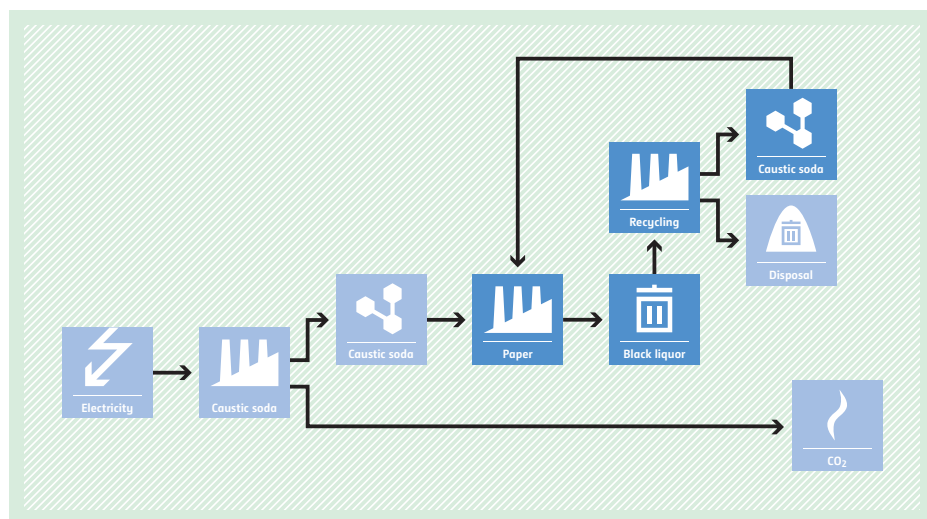 Caustic soda
Recycling
Disposal
Caustic soda
Paper
Black liquor
Electricity
Caustic soda
CO₂